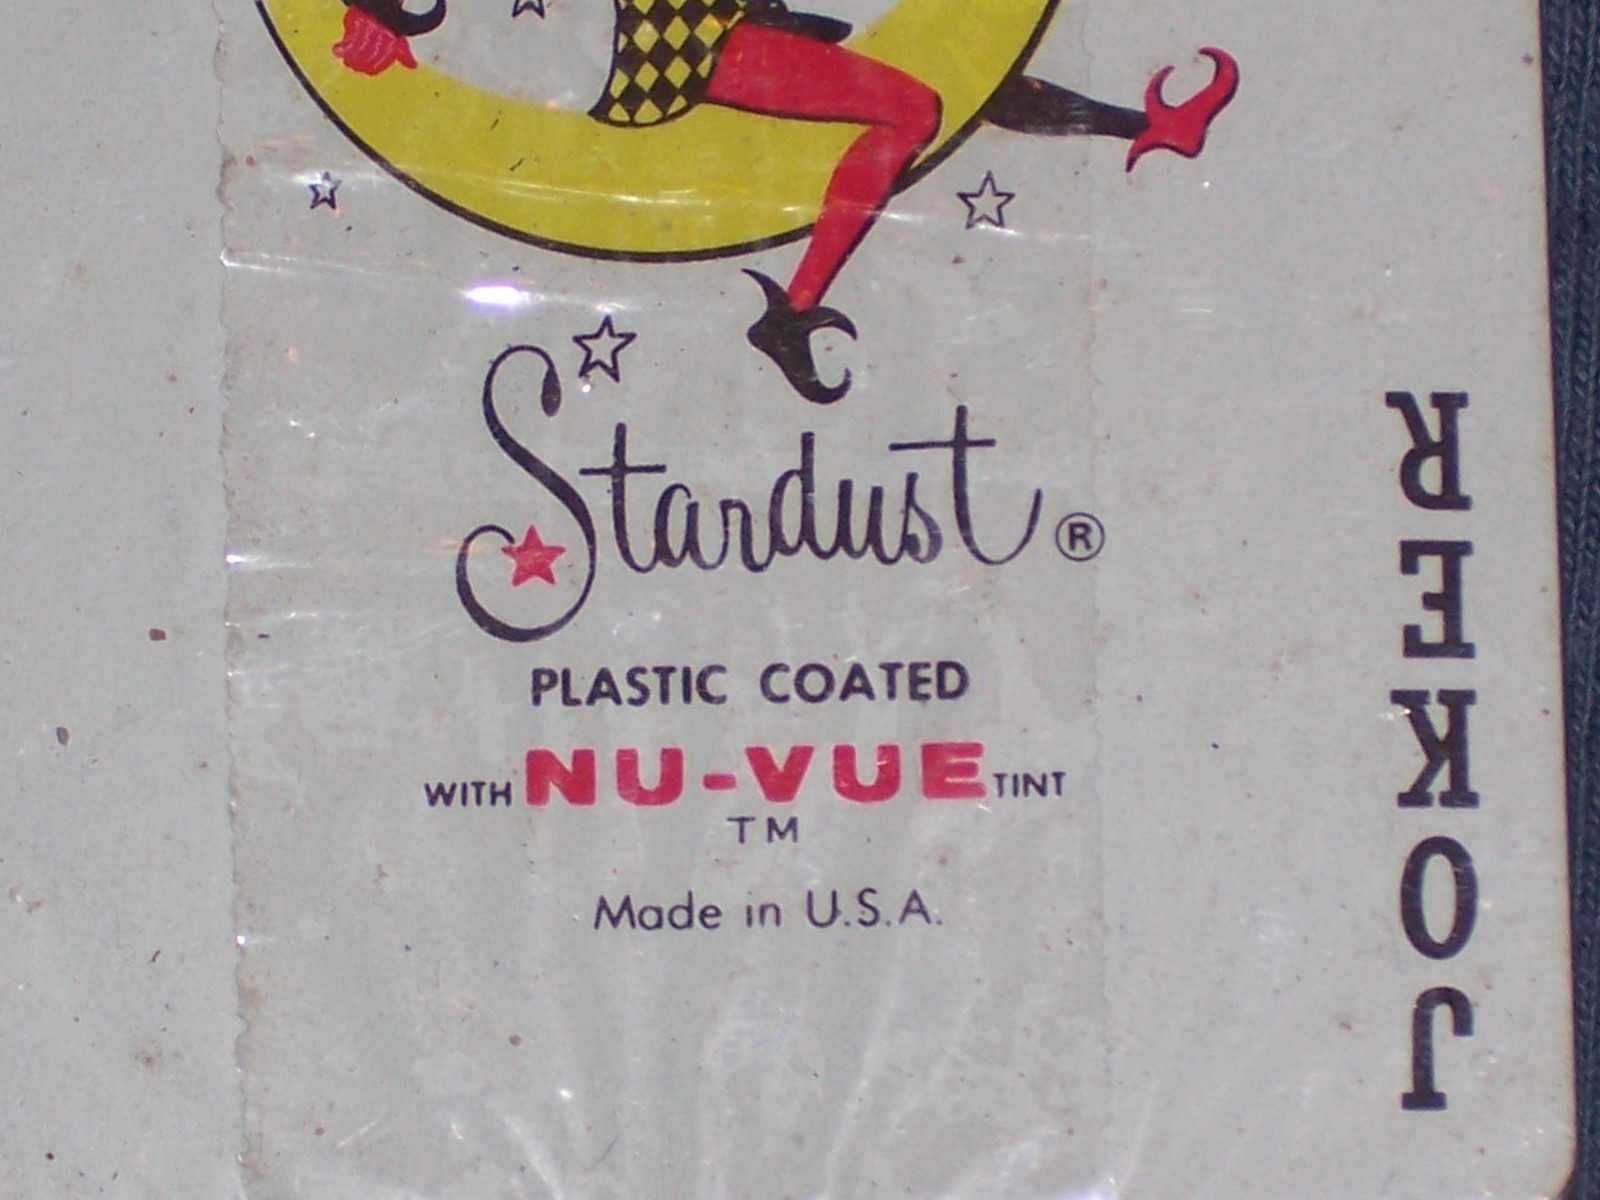 Stardust ®
PLASTIC COATED
WITH NU-VUE TINT
TM
Made in U.S.A.
JOKER